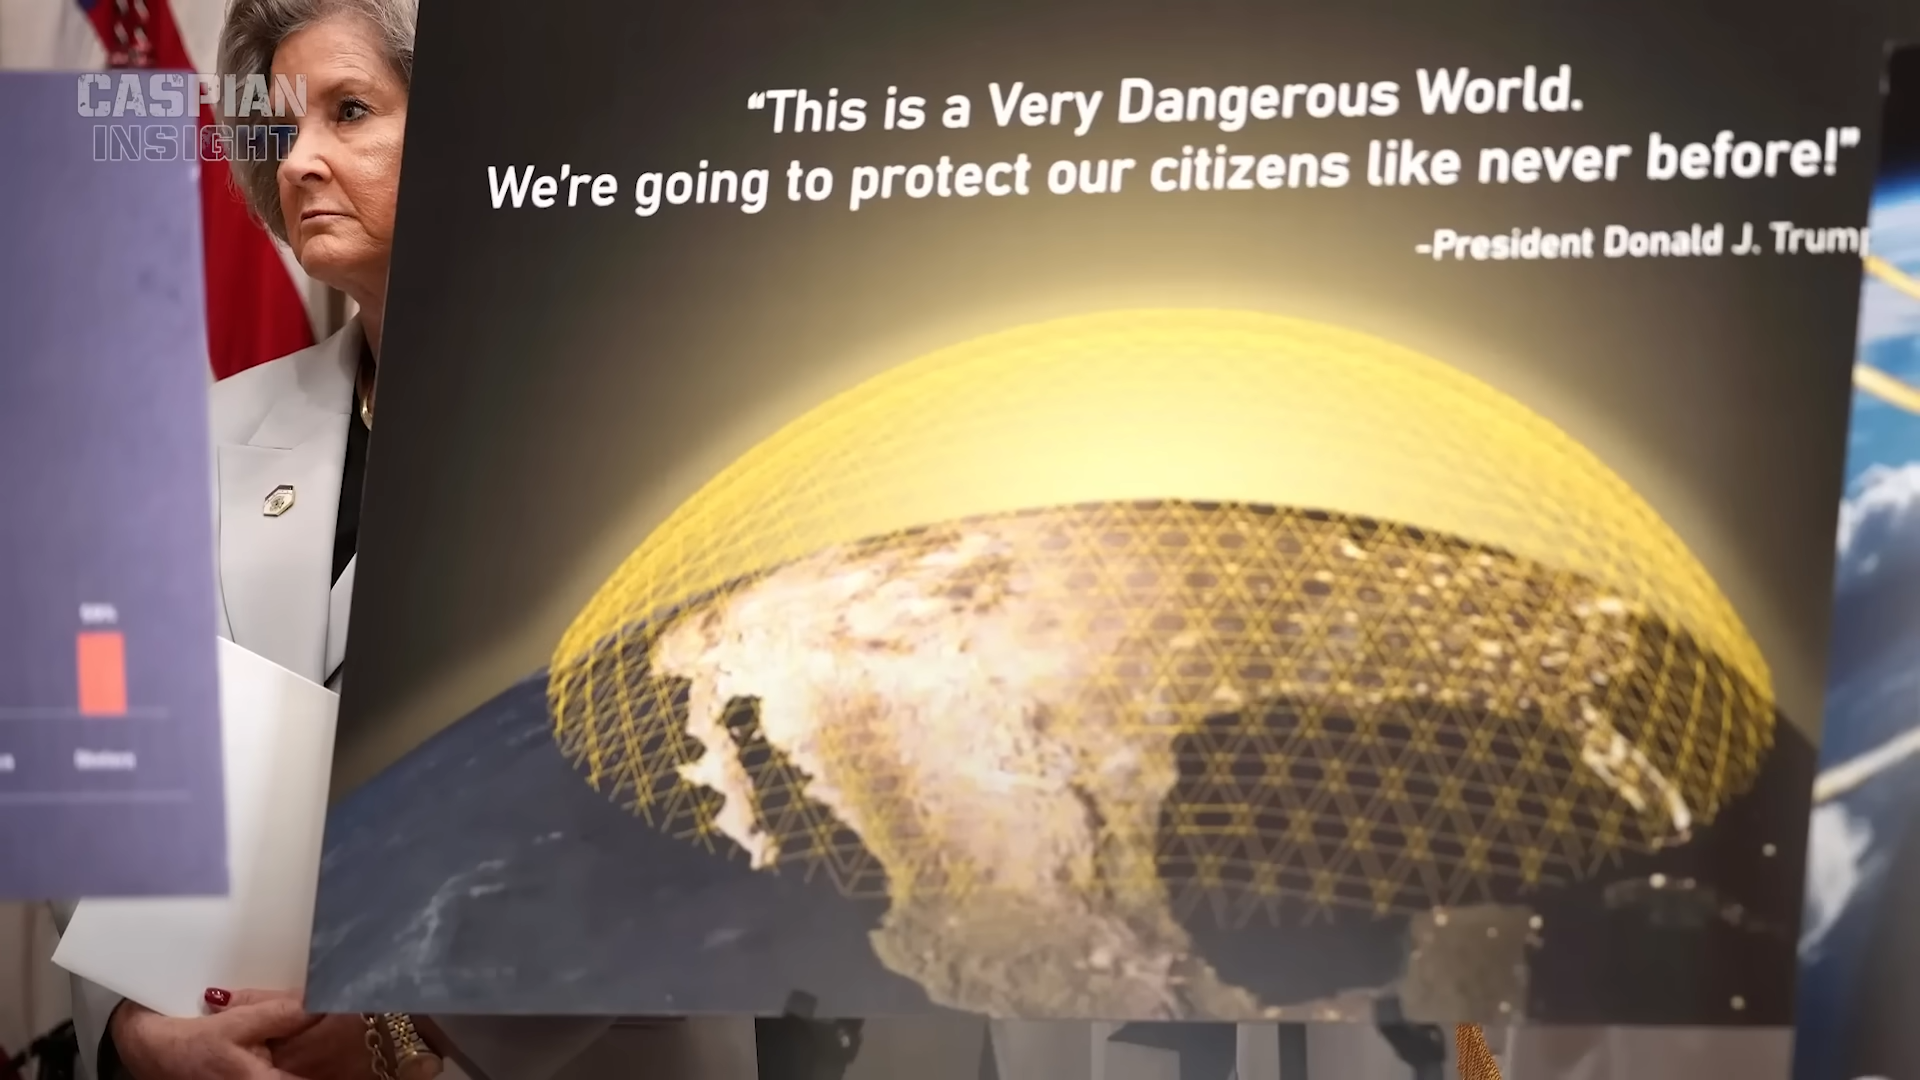 CASPIAN
INSIGHT
“This is a Very Dangerous World.
We’re going to protect our citizens like never before!”
-President Donald J. Trump